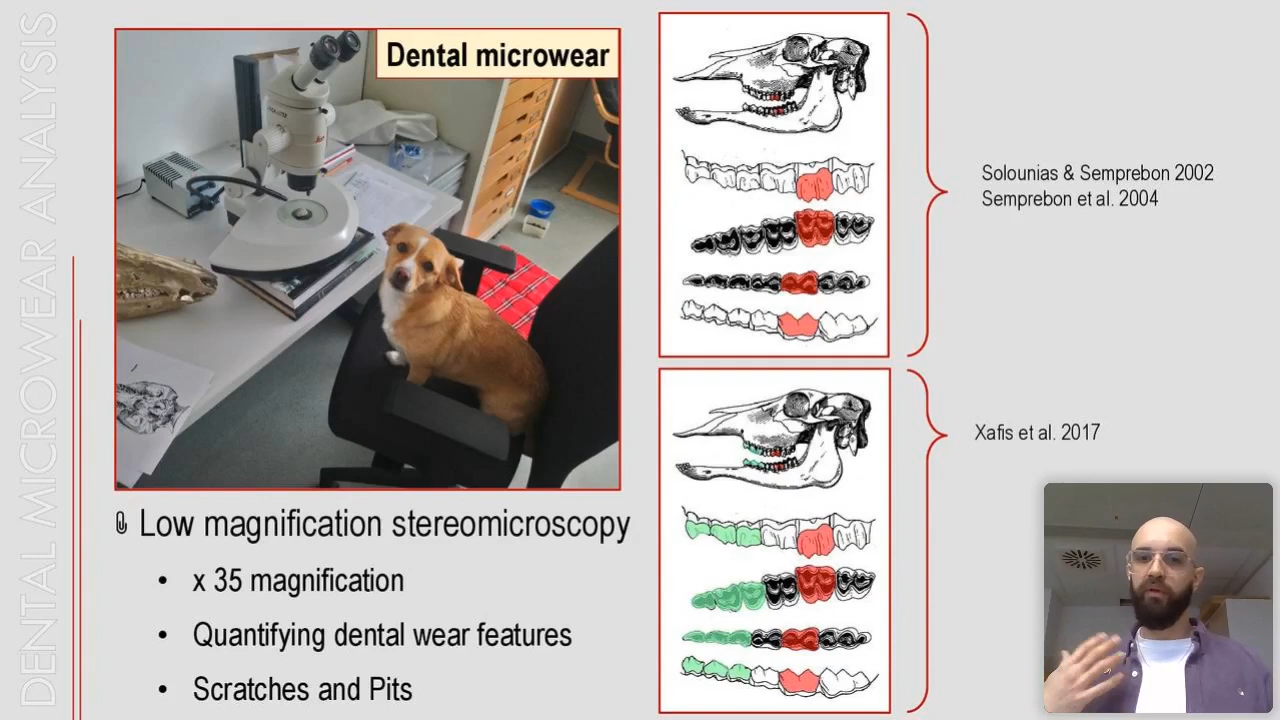 DENTAL MICROWEAR ANALYSIS
Dental microwear
Low magnification stereomicroscopy
• x 35 magnification
• Quantifying dental wear features
• Scratches and Pits
Solounias & Semprebon 2002
Semprebon et al. 2004
Xafis et al. 2017